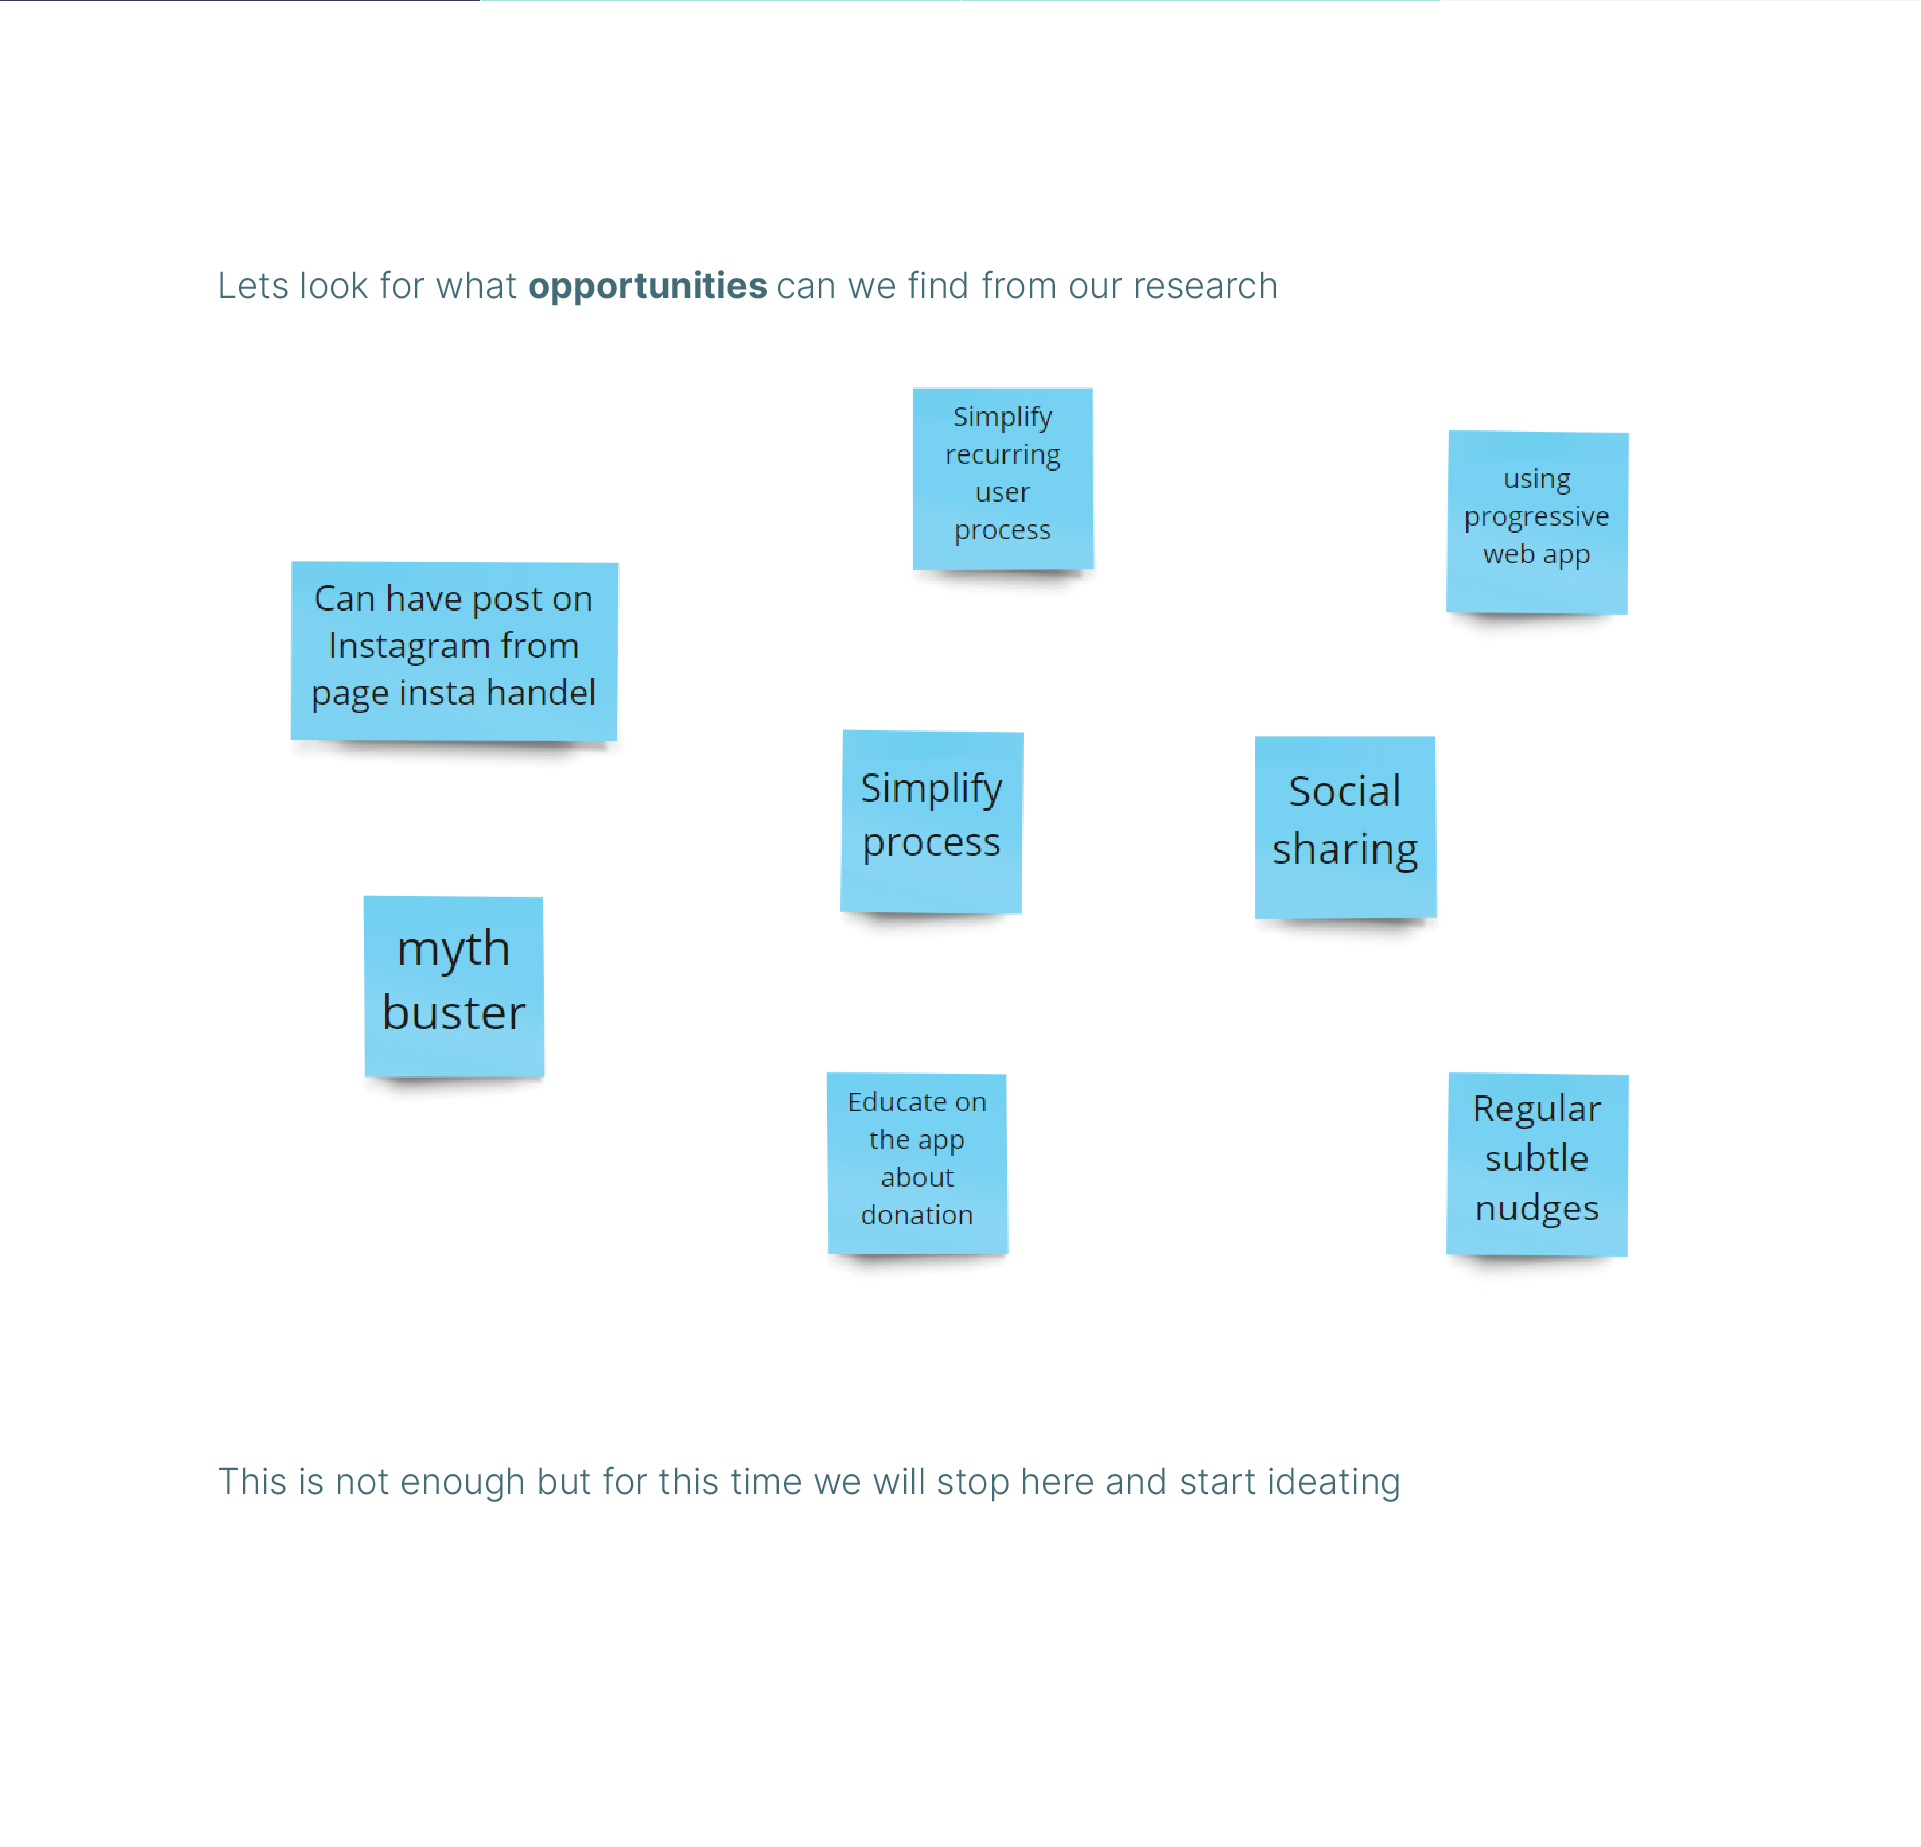 Lets look for what opportunities can we find from our research
Simplify
recurring
user
process
using
progressive
web app
Can have post on
Instagram from
page insta handel
Simplify
process
Social
sharing
myth
buster
Educate on
the app
about
donation
Regular
subtle
nudges
This is not enough but for this time we will stop here and start ideating